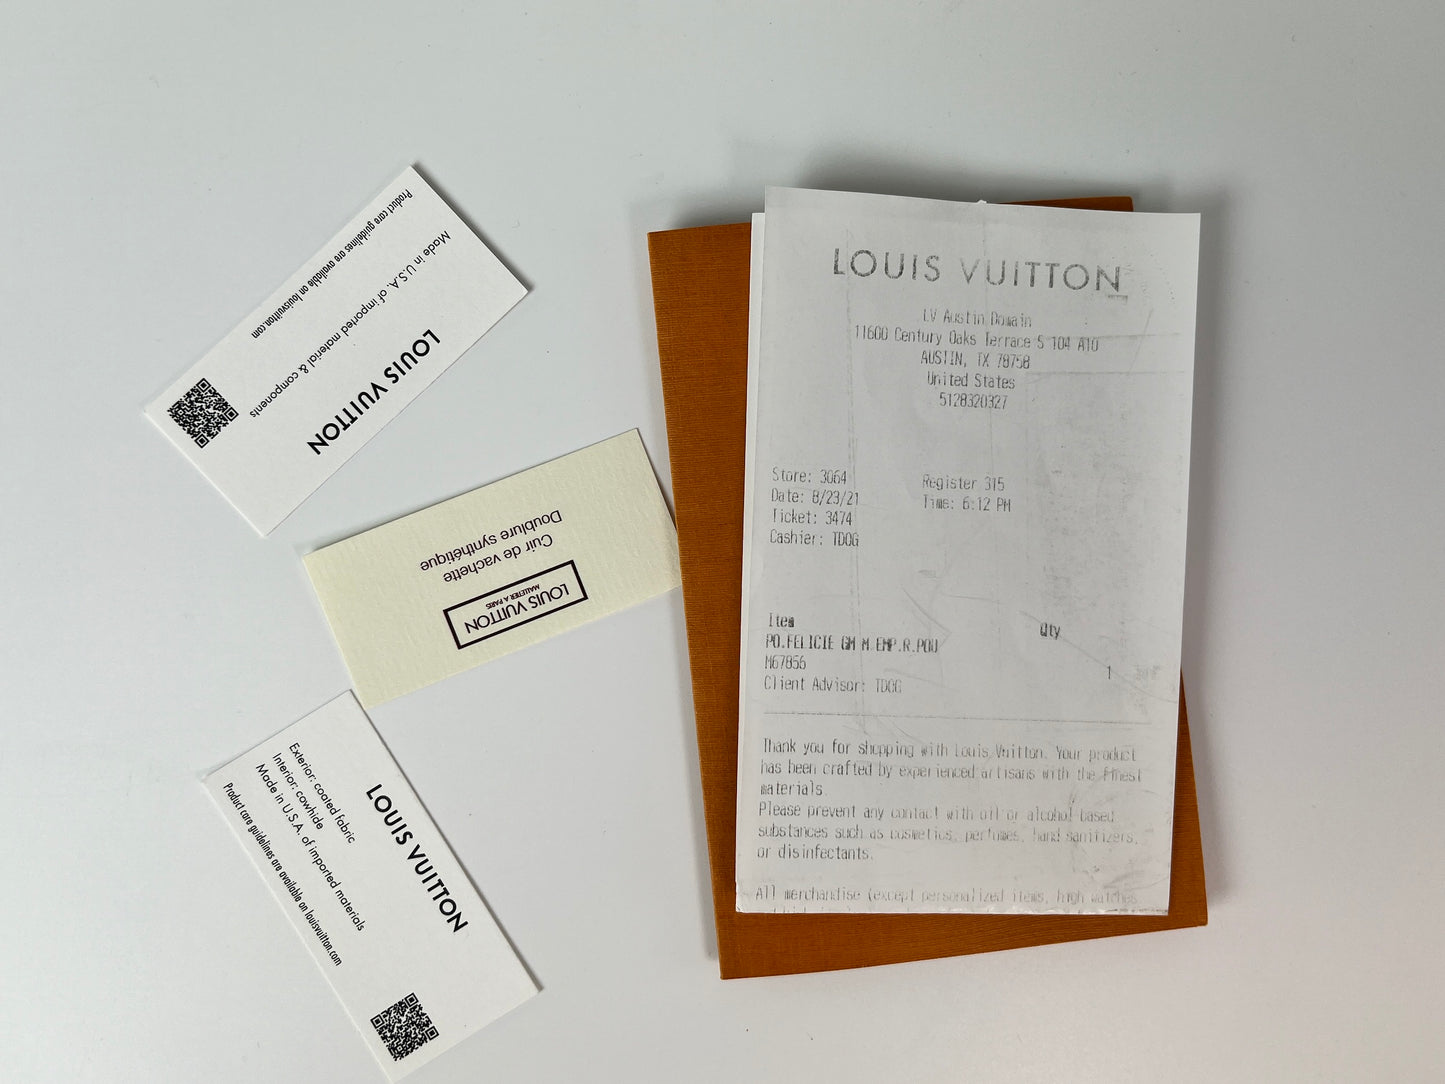 Product care guidelines are available on louisvuitton.com
Made in U.S.A. of imported material & components
LOUIS VUITTON
LOUIS VUITTON
MALLETIER A PARIS
Cuir de vachette
Doublure synthétique
LOUIS VUITTON
Exterior: coated fabric
Interior: cowhide
Made in U.S.A. of imported materials
Product care guidelines are available on louisvuitton.com
LOUIS VUITTON
LV Austin Domain
11600 Century Oaks Terrace S 104 A10
AUSTIN, TX 78758
United States
5128320327
Store: 3064 Register 315
Date: 8/23/21 Time: 6:12 PM
Ticket: 3474
Cashier: TDOG
Item Qty
PO.FELICIE GM M.EMP.R.POU
M67856 1
Client Advisor: TDOG
Thank you for shopping with Louis Vuitton. Your product
has been crafted by experienced artisans with the finest
materials.
Please prevent any contact with oil or alcohol based
substances such as cosmetics, perfumes, hand sanitizers,
or disinfectants.
All merchandise (except personalized items, high watches